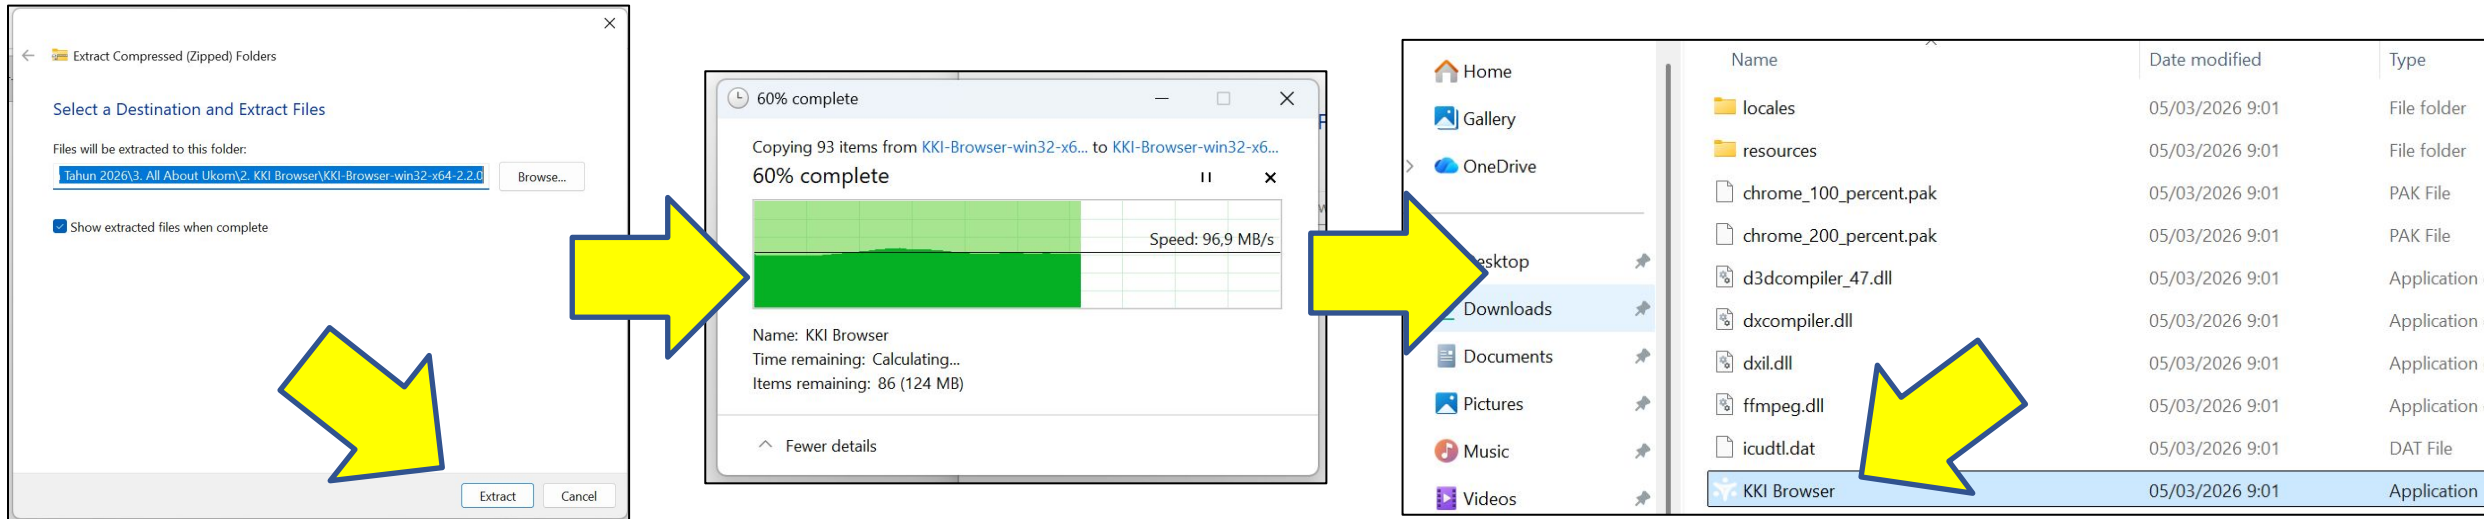 Extract Compressed (Zipped) Folders
Select a Destination and Extract Files
Files will be extracted to this folder:
Tahun 2026\3. All About Ukom\2. KKI Browser\KKI-Browser-win32-x64-2.2.0
Browse...
Show extracted files when complete
Extract
Cancel
60% complete
Copying 93 items from KKI-Browser-win32-x6... to KKI-Browser-win32-x6...
60% complete
Speed: 96,9 MB/s
Name: KKI Browser
Time remaining: Calculating...
Items remaining: 86 (124 MB)
Fewer details
Home
Gallery
OneDrive
esktop
Downloads
Documents
Pictures
Music
Videos
Name Date modified Type
locales 05/03/2026 9:01 File folder
resources 05/03/2026 9:01 File folder
chrome_100_percent.pak 05/03/2026 9:01 PAK File
chrome_200_percent.pak 05/03/2026 9:01 PAK File
d3dcompiler_47.dll 05/03/2026 9:01 Application
dxcompiler.dll 05/03/2026 9:01 Application
dxil.dll 05/03/2026 9:01 Application
ffmpeg.dll 05/03/2026 9:01 Application
icudtl.dat 05/03/2026 9:01 DAT File
KKI Browser 05/03/2026 9:01 Application